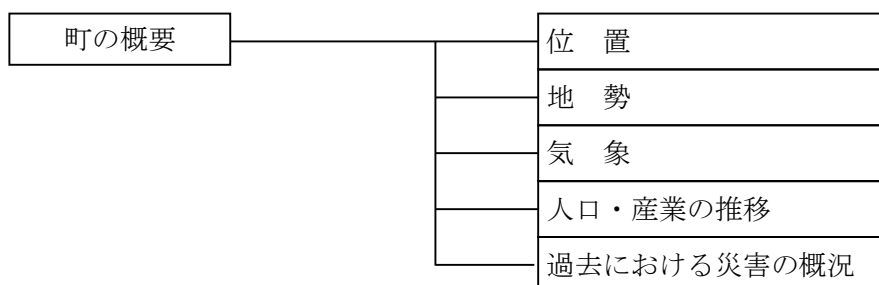 町の概要
位　置
地　勢
気　象
人口・産業の推移
過去における災害の概況